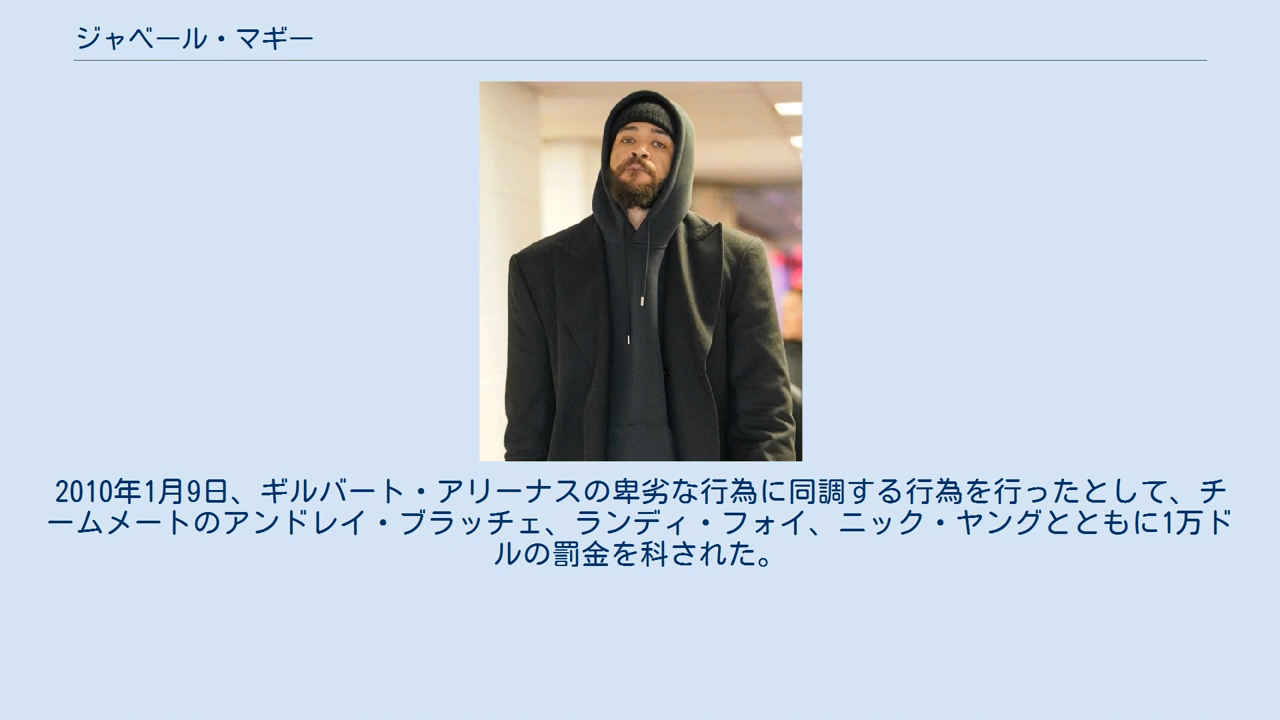 ジャベール・マギー
2010年1月9日、ギルバート・アリーナスの卑劣な行為に同調する行為を行ったとして、チ
ームメートのアンドレイ・ブラッチェ、ランディ・フォイ、ニック・ヤングとともに1万ド
ルの罰金を科された。